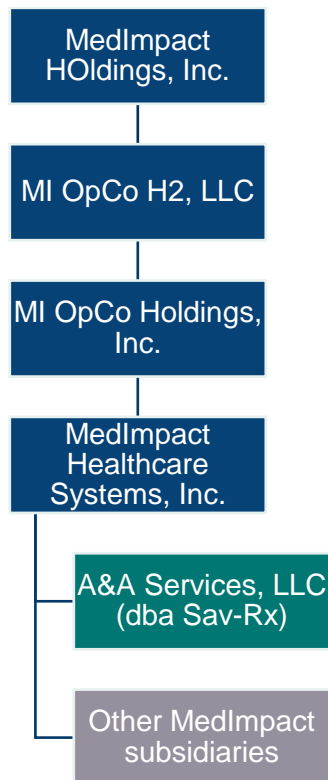 MedImpact
HOldings, Inc.
MI OpCo H2, LLC
MI OpCo Holdings,
Inc.
MedImpact
Healthcare
Systems, Inc.
A&A Services, LLC
(dba Sav-Rx)
Other MedImpact
subsidiaries